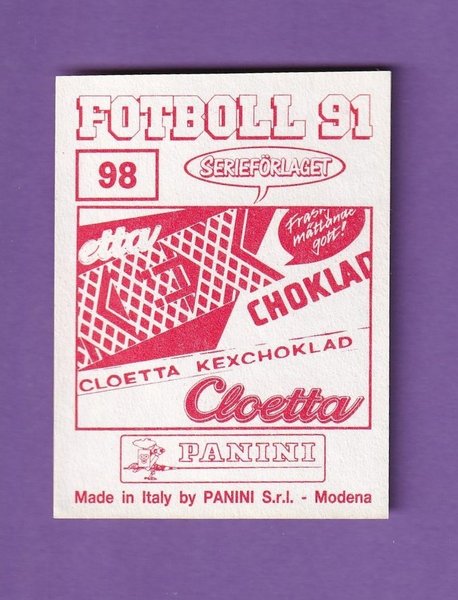 FOTBOLL 91
98
SERIEFÖRLAGET
etta
KEX
CHOKLAD
Frasigt
mättande
gott!
CLOETTA KEXCHOKLAD
Cloetta
PANINI
Made in Italy by PANINI S.r.l. - Modena